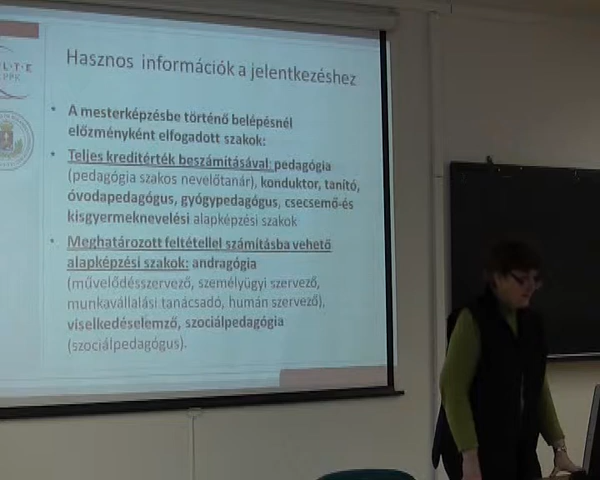 L·T·E
PPK
Hasznos információk a jelentkezéshez
• A mesterképzésbe történő belépésnél
előzményként elfogadott szakok:
• Teljes kreditérték beszámításával: pedagógia
(pedagógia szakos nevelőtanár), konduktor, tanító,
óvodapedagógus, gyógypedagógus, csecsemő-és
kisgyermeknevelési alapképzési szakok
• Meghatározott feltétellel számításba vehető
alapképzési szakok: andragógia
(művelődésszervező, személyügyi szervező,
munkavállalási tanácsadó, humán szervező),
viselkedéselemző, szociálpedagógia
(szociálpedagógus).